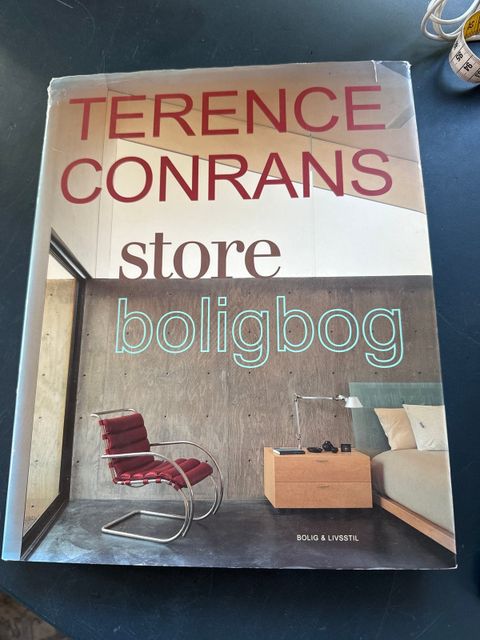 TERENCE
CONRANS
store
boligbog
BOLIG & LIVSSTIL